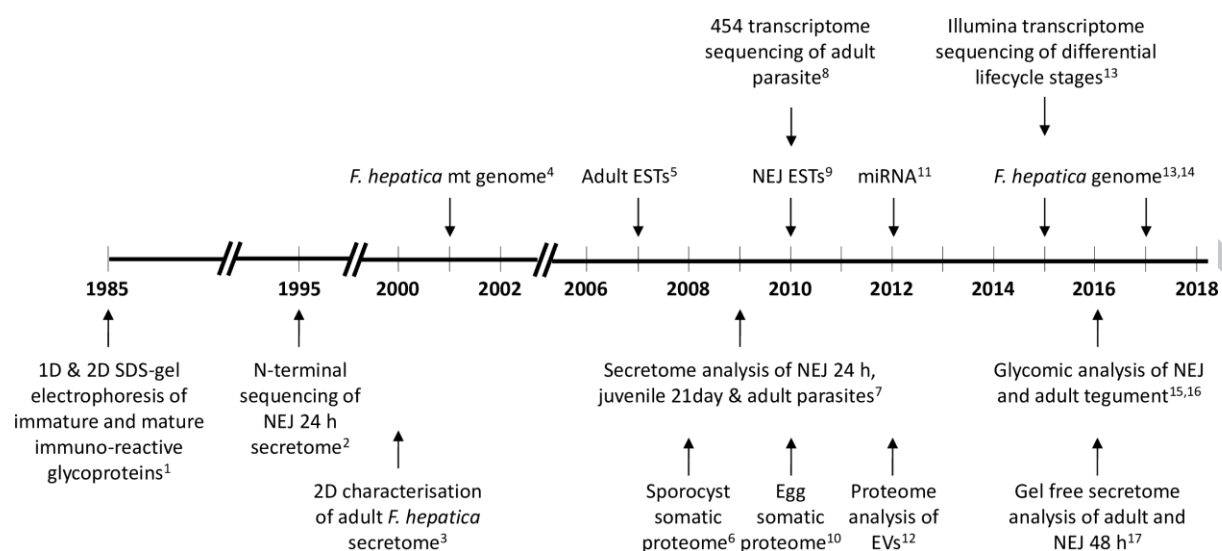 454 transcriptome
sequencing of adult
parasite8
Illumina transcriptome
sequencing of differential
lifecycle stages13
F. hepatica mt genome4
Adult ESTs5
NEJ ESTs9
miRNA11
F. hepatica genome13,14
1985
1995
2000
2002
2006
2008
2010
2012
2014
2016
2018
1D & 2D SDS-gel
electrophoresis of
immature and mature
immuno-reactive
glycoproteins1
N-terminal
sequencing of
NEJ 24 h
secretome2
Secretome analysis of NEJ 24 h,
juvenile 21day & adult parasites7
Glycomic analysis of NEJ
and adult tegument15,16
2D characterisation
of adult F. hepatica
secretome3
Sporocyst
somatic
proteome6
Egg
somatic
proteome10
Proteome
analysis of
EVs12
Gel free secretome
analysis of adult and
NEJ 48 h17